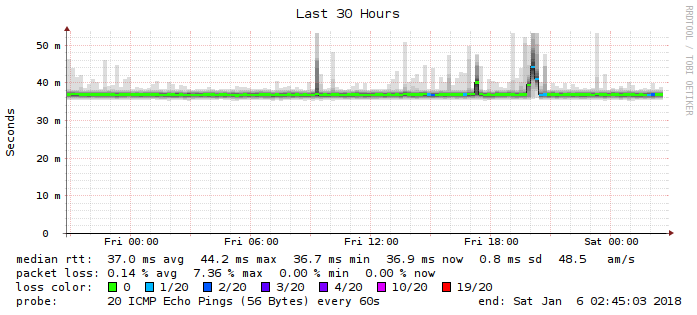 Last 30 Hours
RRDTOOL / TOBI OETIKER
Seconds
50 m
40 m
30 m
20 m
10 m
0
Fri 00:00 Fri 06:00 Fri 12:00 Fri 18:00 Sat 00:00
median rtt: 37.0 ms avg 44.2 ms max 36.7 ms min 36.9 ms now 0.8 ms sd 48.5 am/s
packet loss: 0.14 % avg 7.36 % max 0.00 % min 0.00 % now
loss color: 0 1/20 2/20 3/20 4/20 10/20 19/20
probe: 20 ICMP Echo Pings (56 Bytes) every 60s end: Sat Jan 6 02:45:03 2018